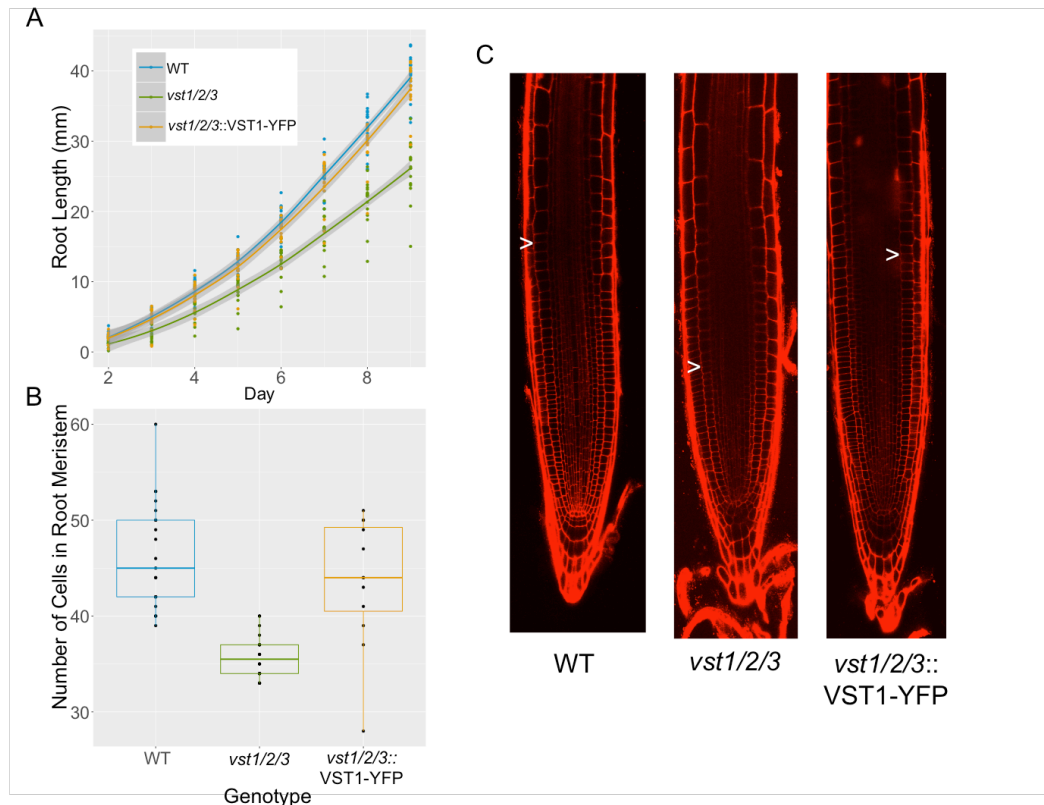 A
Root Length (mm)
40
30
20
10
0
WT
vst1/2/3
vst1/2/3::VST1-YFP
2
4
6
8
Day
B
Number of Cells in Root Meristem
60
50
40
30
WT
vst1/2/3
vst1/2/3::
VST1-YFP
Genotype
C
>
>
>
WT
vst1/2/3
vst1/2/3::
VST1-YFP